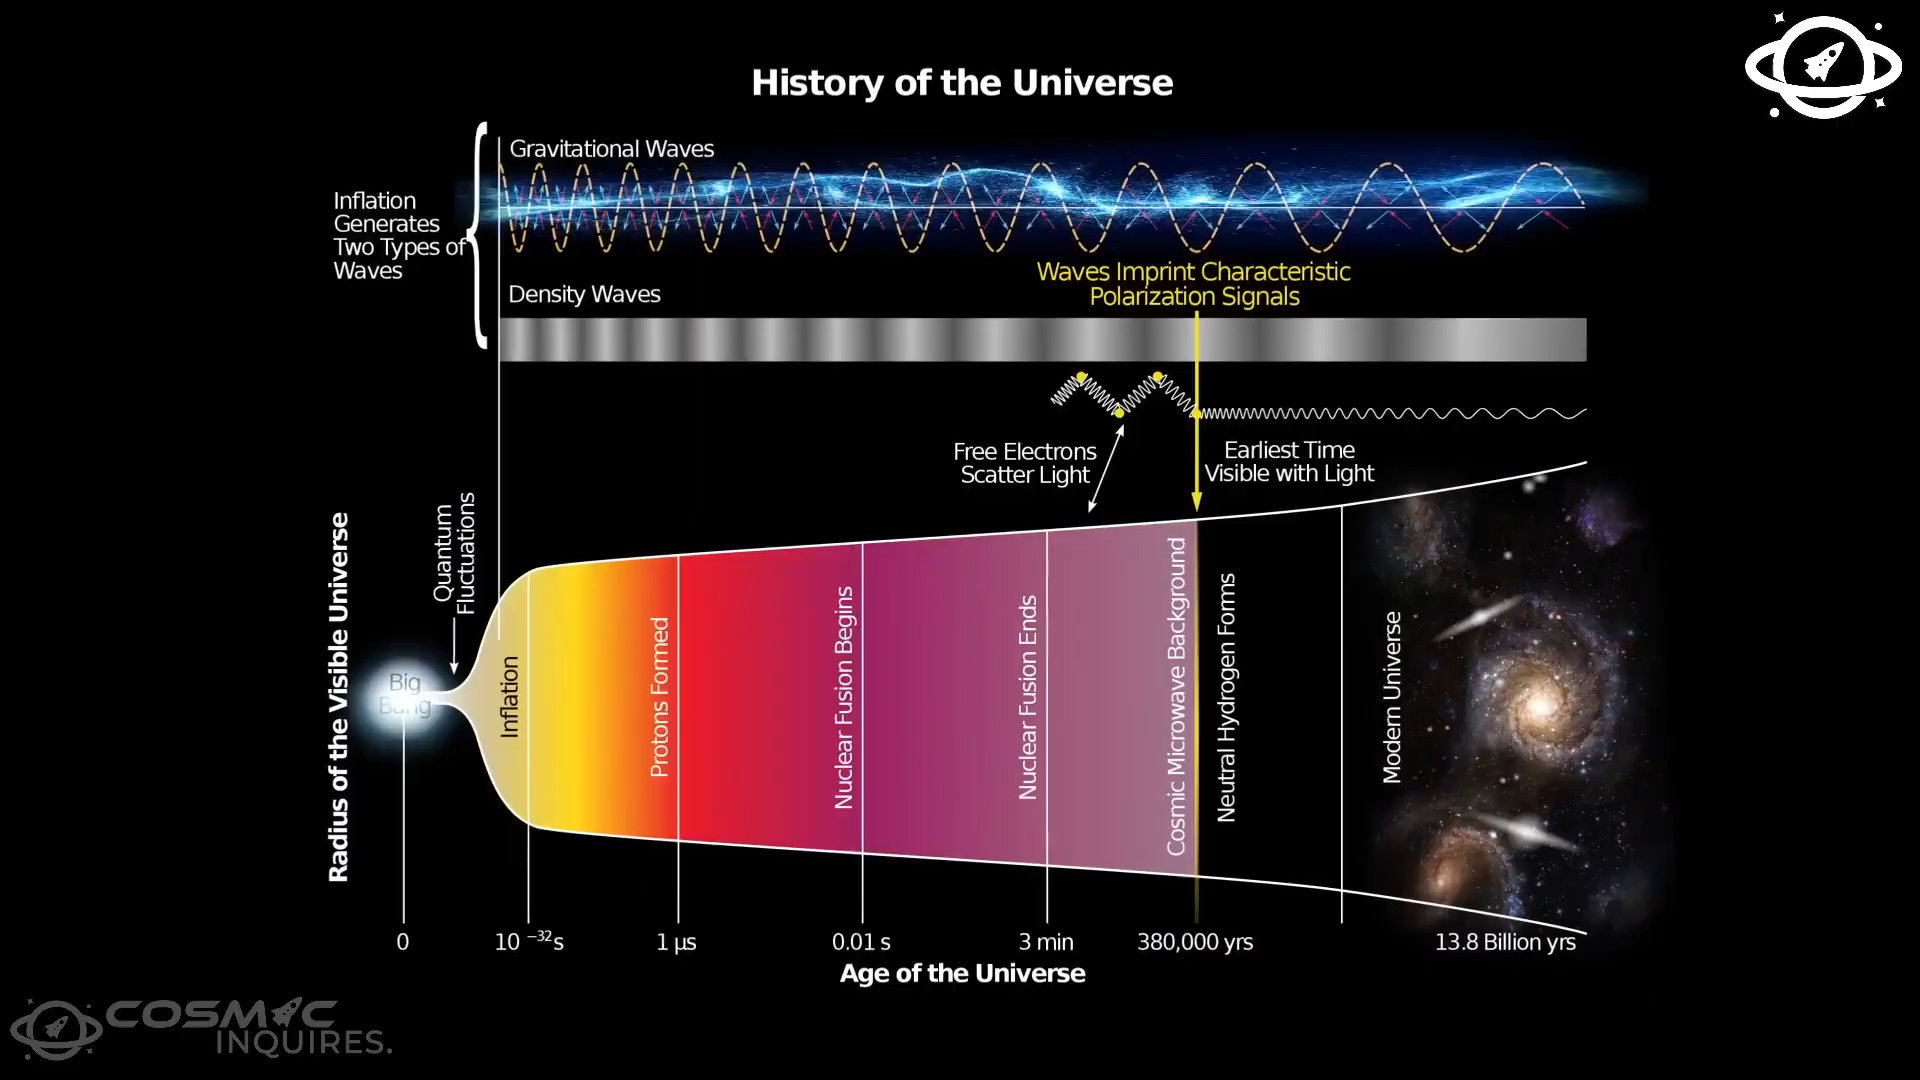 History of the Universe
Gravitational Waves
Inflation
Generates
Two Types of
Waves
Waves Imprint Characteristic
Polarization Signals
Density Waves
Free Electrons
Scatter Light
Earliest Time
Visible with Light
Quantum
Fluctuations
Radius of the Visible Universe
Big
Bang
Inflation
Protons Formed
Nuclear Fusion Begins
Nuclear Fusion Ends
Cosmic Microwave Background
Neutral Hydrogen Forms
Modern Universe
0
10 ⁻³²s
1 µs
0.01 s
3 min
380,000 yrs
13.8 Billion yrs
Age of the Universe
COSMIC
INQUIRES.